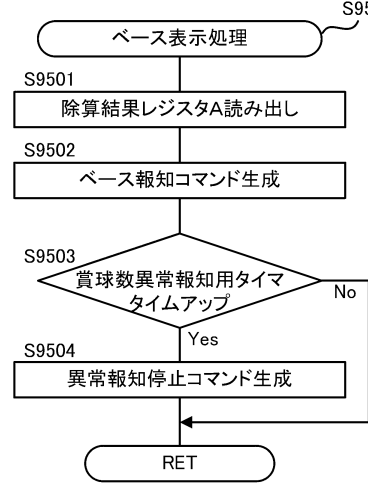 S95
ベース表示処理
S9501
除算結果レジスタA読み出し
S9502
ベース報知コマンド生成
S9503
賞球数異常報知用タイマ
タイムアップ
No
Yes
S9504
異常報知停止コマンド生成
RET